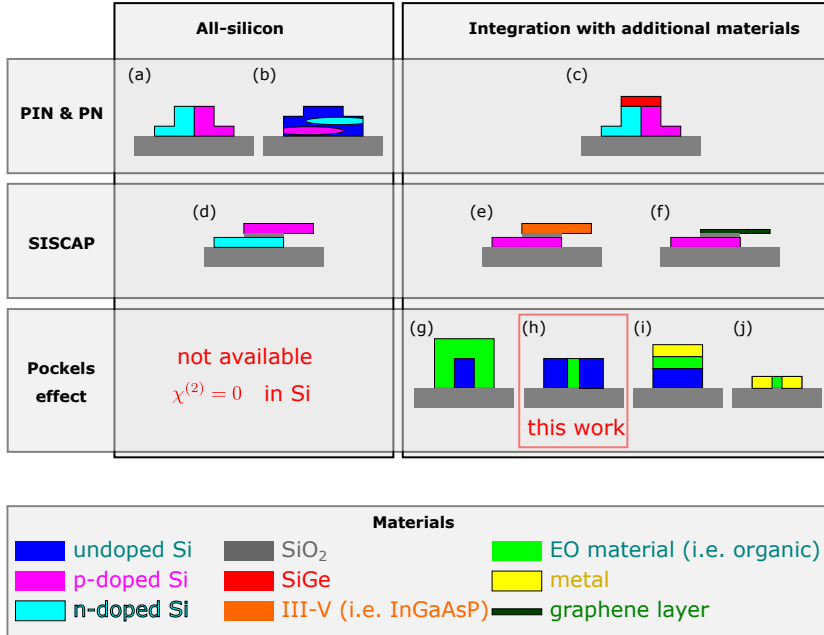 All-silicon
Integration with additional materials
PIN & PN
(a)
(b)
(c)
SISCAP
(d)
(e)
(f)
Pockels
effect
not available
χ⁽²⁾ = 0 in Si
(g)
(h)
(i)
(j)
this work
Materials
undoped Si
SiO₂
EO material (i.e. organic)
p-doped Si
SiGe
metal
n-doped Si
III-V (i.e. InGaAsP)
graphene layer